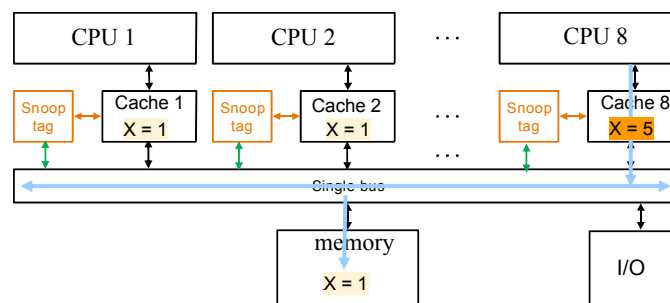 CPU 1
CPU 2
...
CPU 8
Snoop
tag
Cache 1
X = 1
Snoop
tag
Cache 2
X = 1
...
...
Snoop
tag
Cache 8
X = 5
Single bus
memory
X = 1
I/O